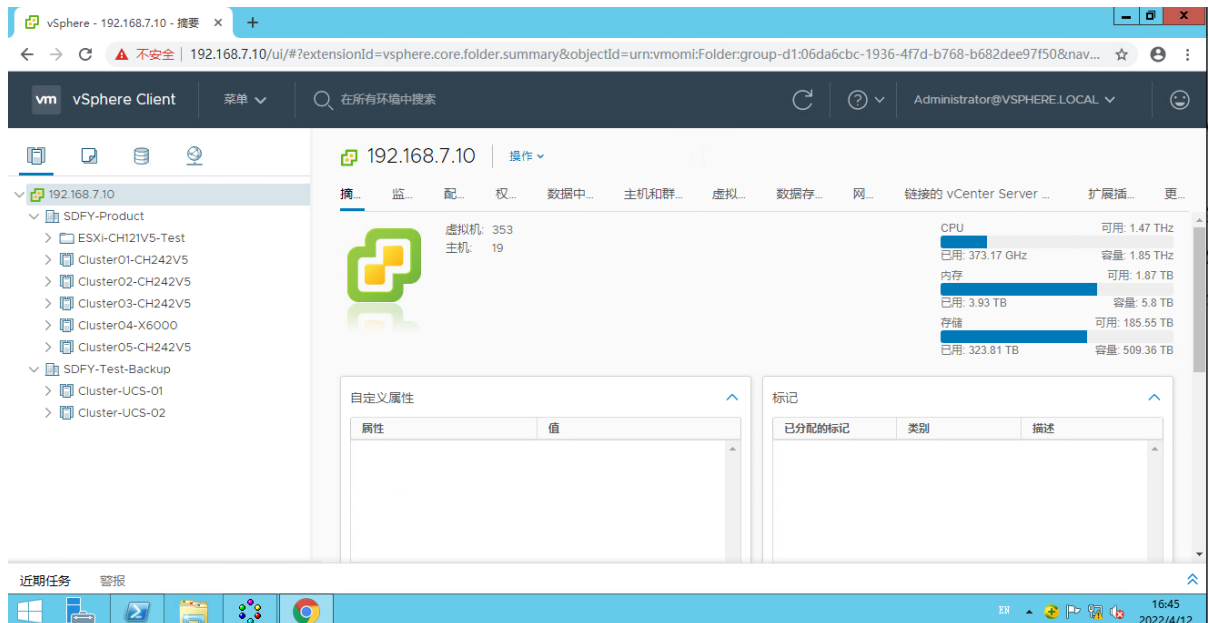 vSphere - 192.168.7.10 - 摘要
不安全 | 192.168.7.10/ui/#?extensionId=vsphere.core.folder.summary&objectId=urn:vmomi:Folder:group-d1:06da6cbc-1936-4f7d-b768-b682dee97f50&nav...
vm vSphere Client 菜单 在所有环境中搜索 Administrator@VSPHERE.LOCAL
192.168.7.10 操作
摘... 监... 配... 权... 数据中... 主机和群... 虚拟... 数据存... 网... 链接的 vCenter Server ... 扩展插... 更...
192.168.7.10
SDFY-Product
ESXi-CH121V5-Test
Cluster01-CH242V5
Cluster02-CH242V5
Cluster03-CH242V5
Cluster04-X6000
Cluster05-CH242V5
SDFY-Test-Backup
Cluster-UCS-01
Cluster-UCS-02
虚拟机: 353
主机: 19
CPU 可用: 1.47 THz
已用: 373.17 GHz 容量: 1.85 THz
内存 可用: 1.87 TB
已用: 3.93 TB 容量: 5.8 TB
存储 可用: 185.55 TB
已用: 323.81 TB 容量: 509.36 TB
自定义属性
属性 值
标记
已分配的标记 类别 描述
近期任务 警报
EN 16:45
2022/4/12